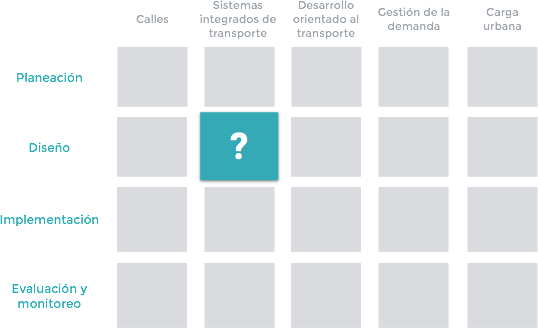 Calles
Sistemas
integrados de
transporte
Desarrollo
orientado al
transporte
Gestión de la
demanda
Carga
urbana
Planeación
Diseño
?
Implementación
Evaluación y
monitoreo